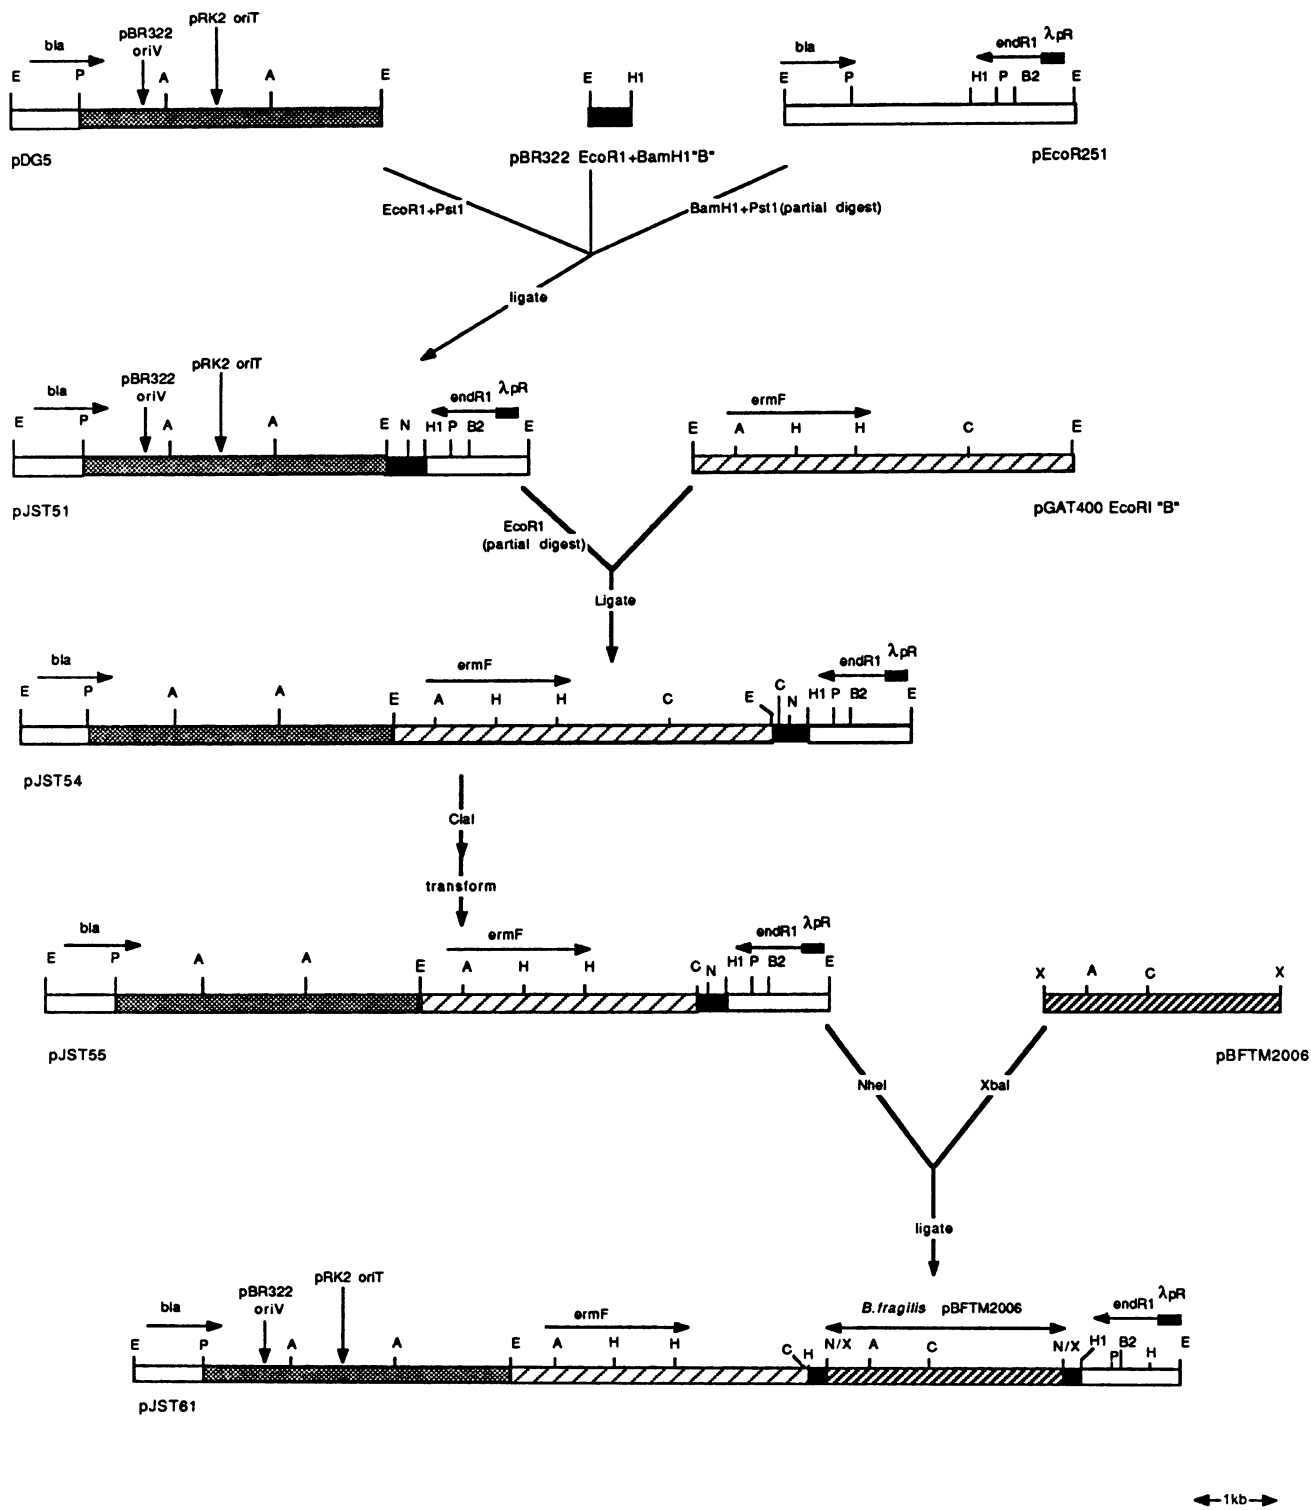 pRK2 oriT
pBR322
oriV
bla
E P A A E
E H1
bla
endR1 λpR
E P H1 P B2 E
pDG5
pBR322 EcoR1+BamH1"B"
pEcoR251
EcoR1+Pst1
BamH1+Pst1(partial digest)
ligate
pRK2 oriT
pBR322
oriV
bla
endR1 λpR
E P A A E N H1 P B2 E
ermF
E A H H C E
pJST51
pGAT400 EcoRI "B"
EcoR1
(partial digest)
Ligate
bla
ermF
endR1 λpR
E P A A E A H H C E C N H1 P B2 E
pJST54
ClaI
transform
bla
ermF
endR1 λpR
E P A A E A H H C N H1 P B2 E
X A C X
pJST55
pBFTM2006
NheI
XbaI
ligate
pRK2 oriT
pBR322
oriV
bla
ermF
B.fragilis pBFTM2006
endR1 λpR
E P A A E A H H C H N/X A C N/X H1 P B2 H E
pJST61
1kb